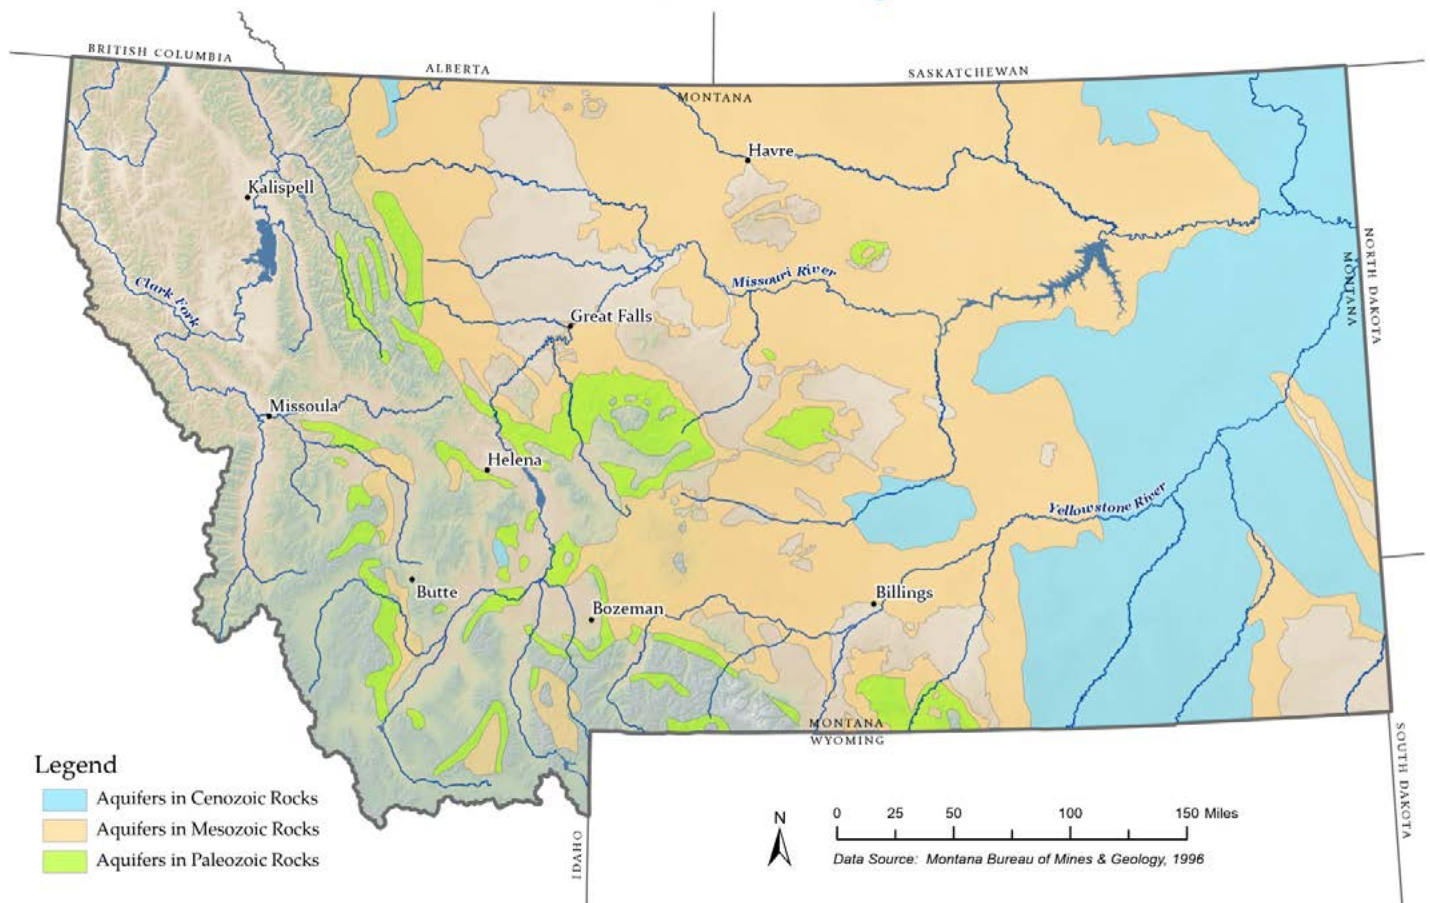 BRITISH COLUMBIA
ALBERTA
SASKATCHEWAN
MONTANA
Havre
Kalispell
NORTH DAKOTA
MONTANA
Clark Fork
Missouri River
Great Falls
Missoula
Helena
Yellowstone River
Butte
Billings
Bozeman
MONTANA
WYOMING
SOUTH DAKOTA
IDAHO
Legend
Aquifers in Cenozoic Rocks
Aquifers in Mesozoic Rocks
Aquifers in Paleozoic Rocks
N
0 25 50 100 150 Miles
Data Source: Montana Bureau of Mines & Geology, 1996